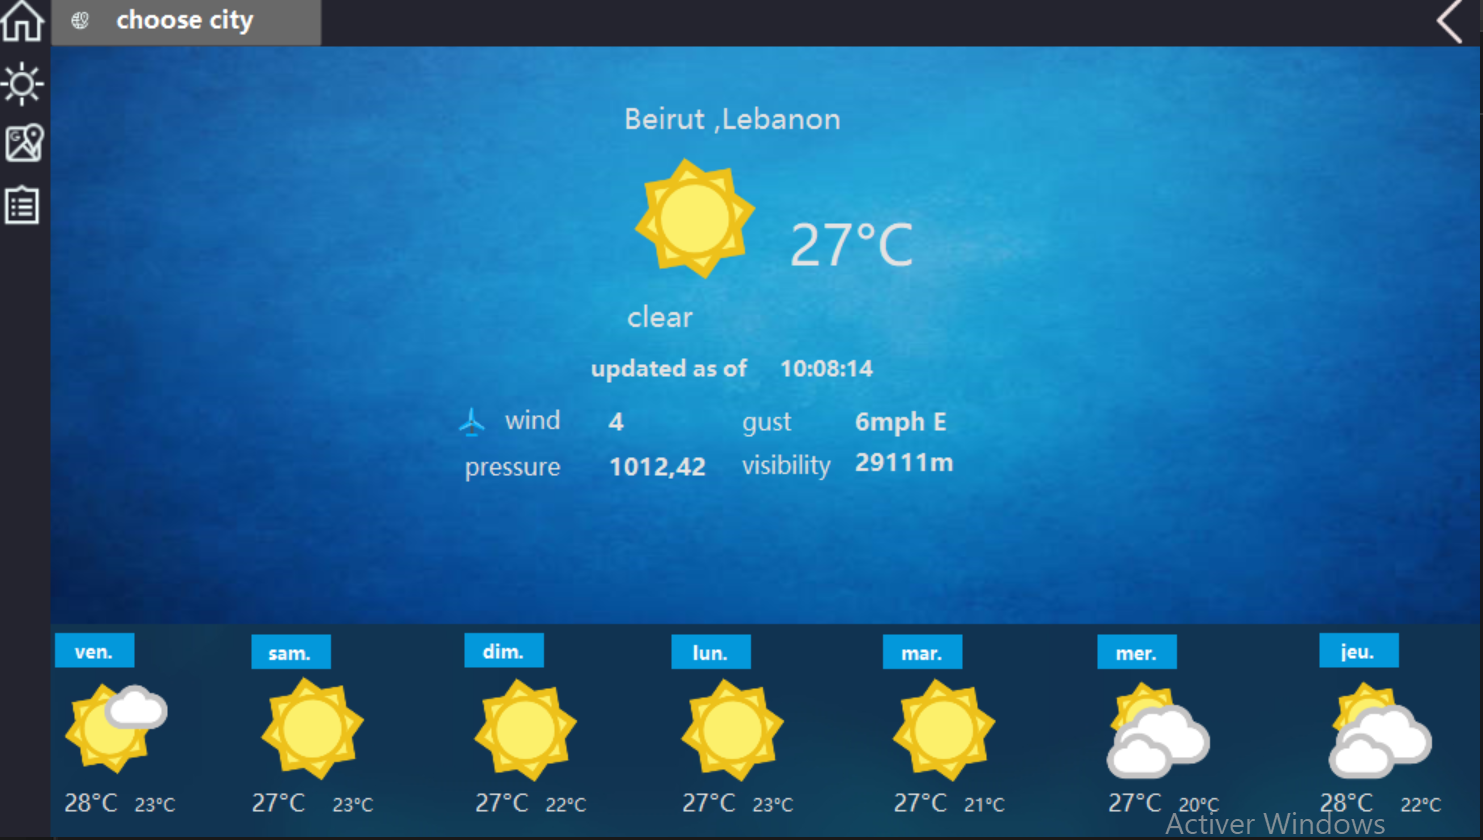 choose city
Beirut ,Lebanon
27°C
clear
updated as of 10:08:14
wind 4 gust 6mph E
pressure 1012,42 visibility 29111m
ven. sam. dim. lun. mar. mer. jeu.
28°C 23°C 27°C 23°C 27°C 22°C 27°C 23°C 27°C 21°C 27°C 20°C 28°C 22°C
Activer Windows